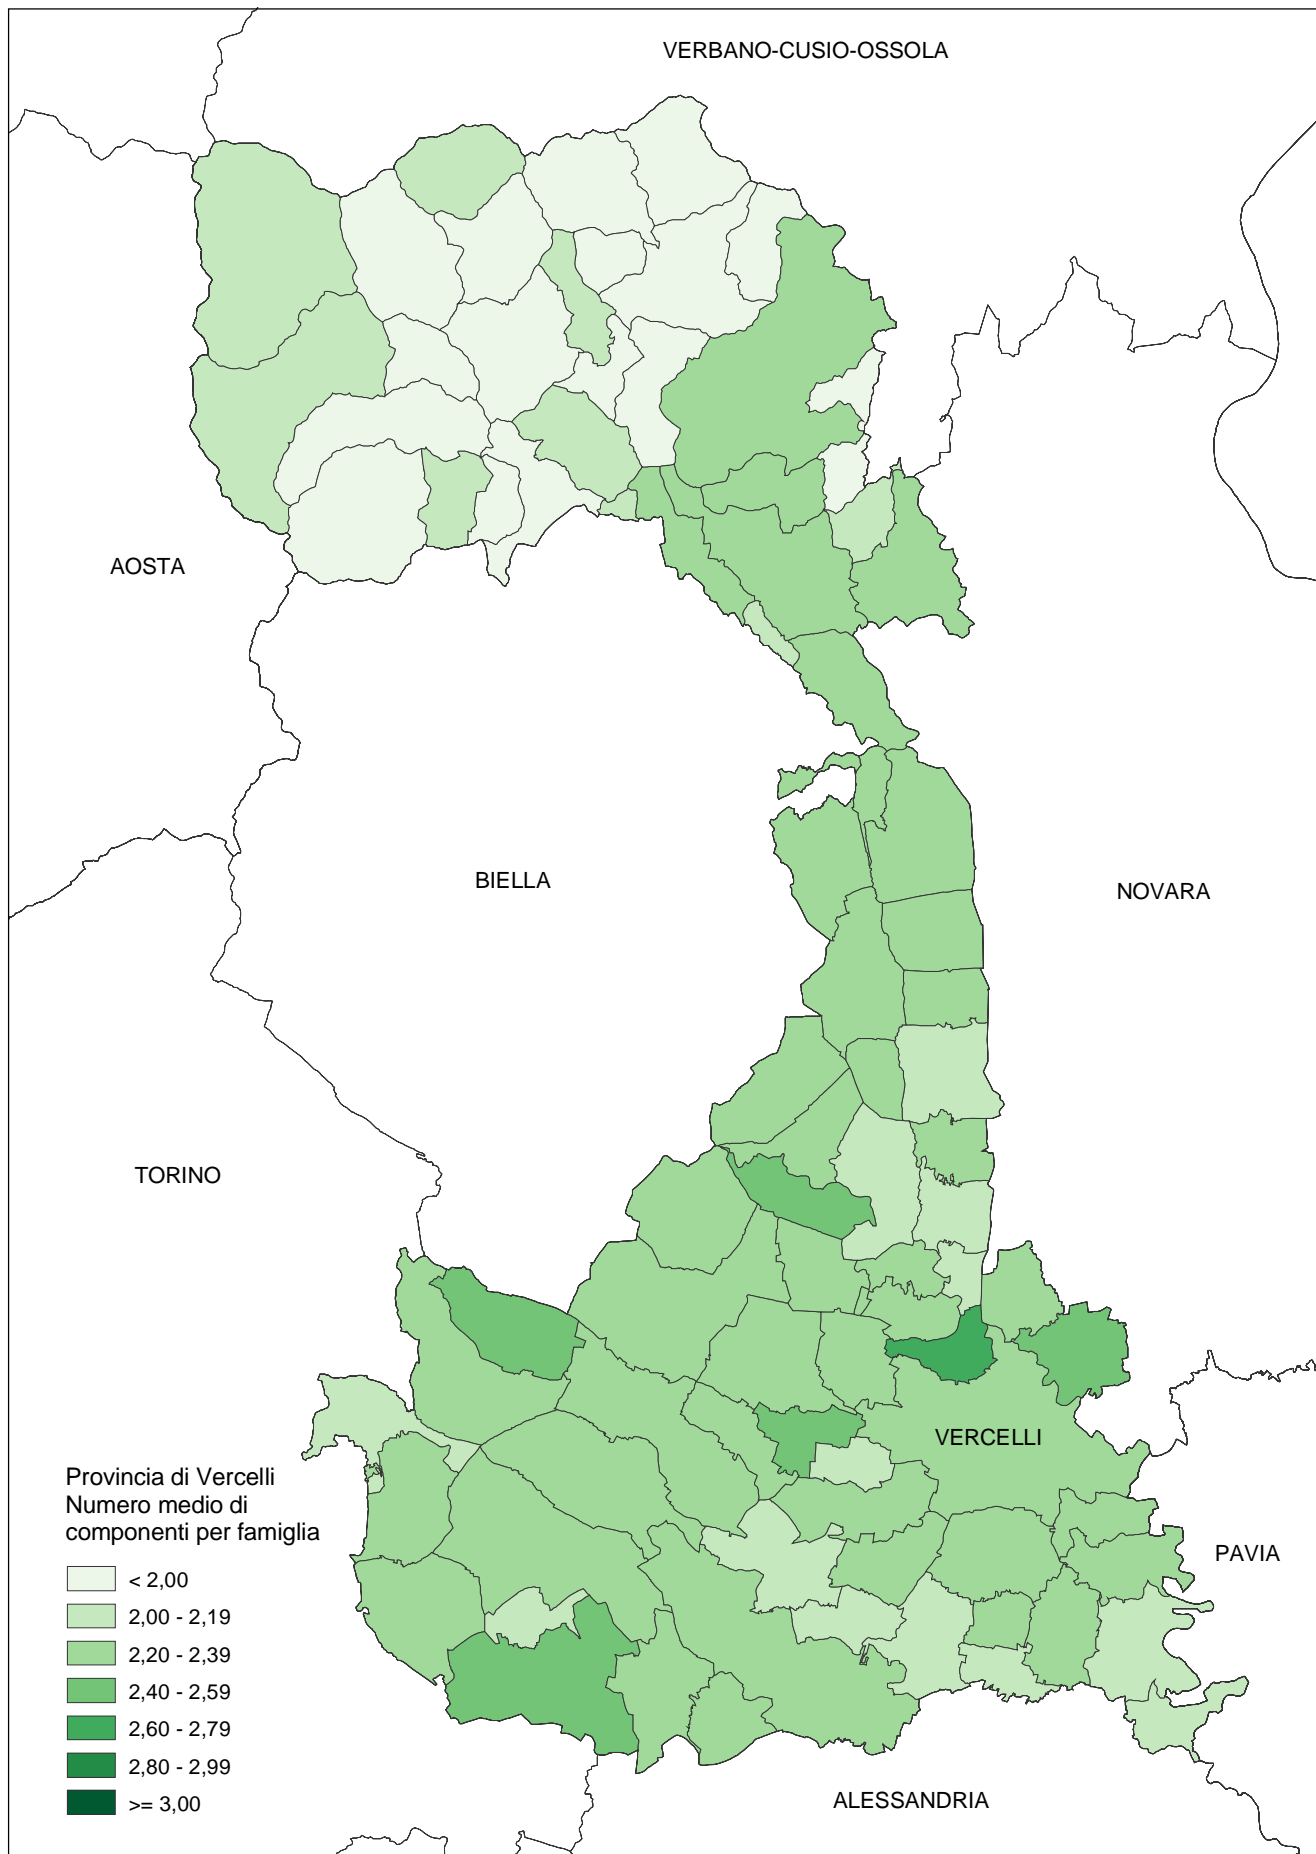 VERBANO-CUSIO-OSSOLA
AOSTA
BIELLA
NOVARA
TORINO
VERCELLI
Provincia di Vercelli
Numero medio di
componenti per famiglia
< 2,00
2,00 - 2,19
2,20 - 2,39
2,40 - 2,59
2,60 - 2,79
2,80 - 2,99
>= 3,00
PAVIA
ALESSANDRIA